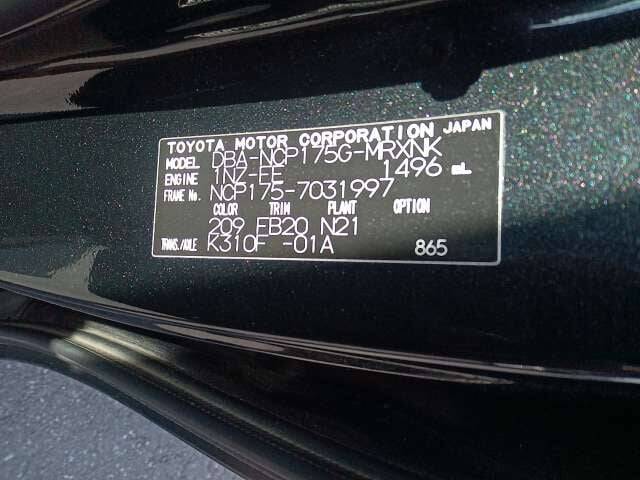 TOYOTA MOTOR CORPORATION JAPAN
MODEL DBA-NCP175G-MRXNK
ENGINE 1NZ-FE 1496 mL
FRAME No. NCP175-7031997
COLOR TRIM PLANT OPTION
209 FB20 N21
TRANS./AXLE K310F -01A 865